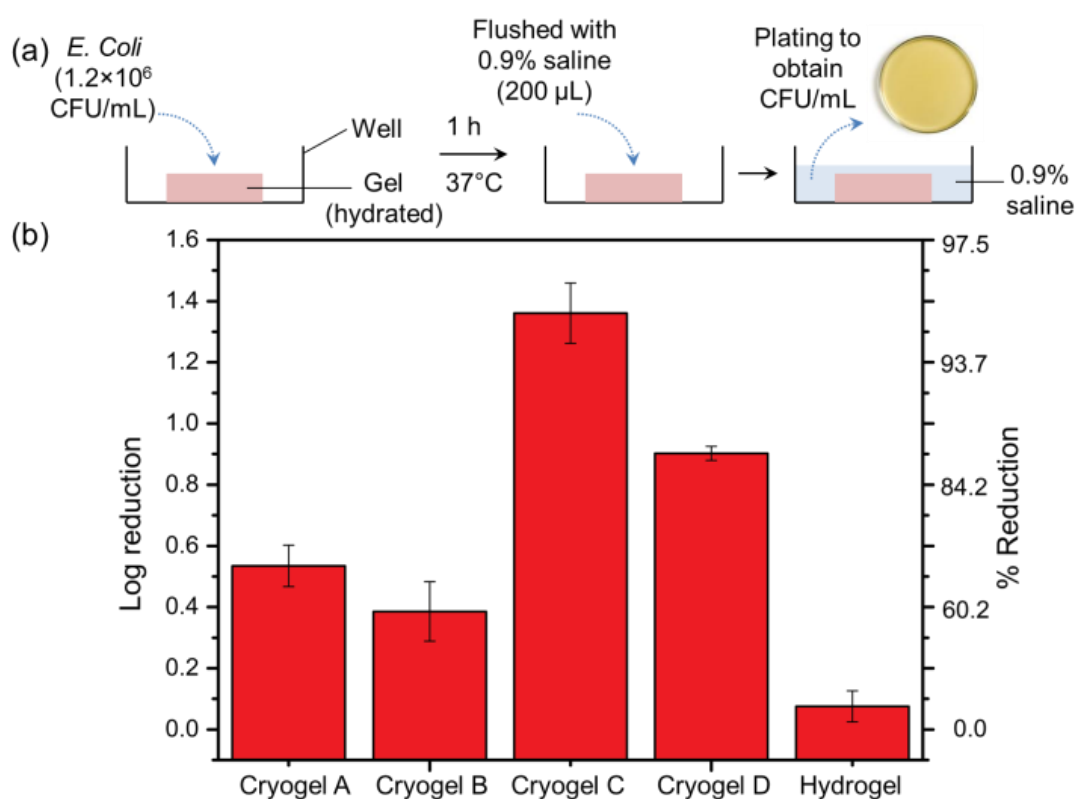 (a)
E. Coli
(1.2×10⁶
CFU/mL)
Well
Gel
(hydrated)
1 h
37°C
Flushed with
0.9% saline
(200 µL)
Plating to
obtain
CFU/mL
0.9%
saline
(b)
Log reduction
1.6
1.4
1.2
1.0
0.8
0.6
0.4
0.2
0.0
97.5
93.7
84.2
60.2
0.0
% Reduction
Cryogel A
Cryogel B
Cryogel C
Cryogel D
Hydrogel